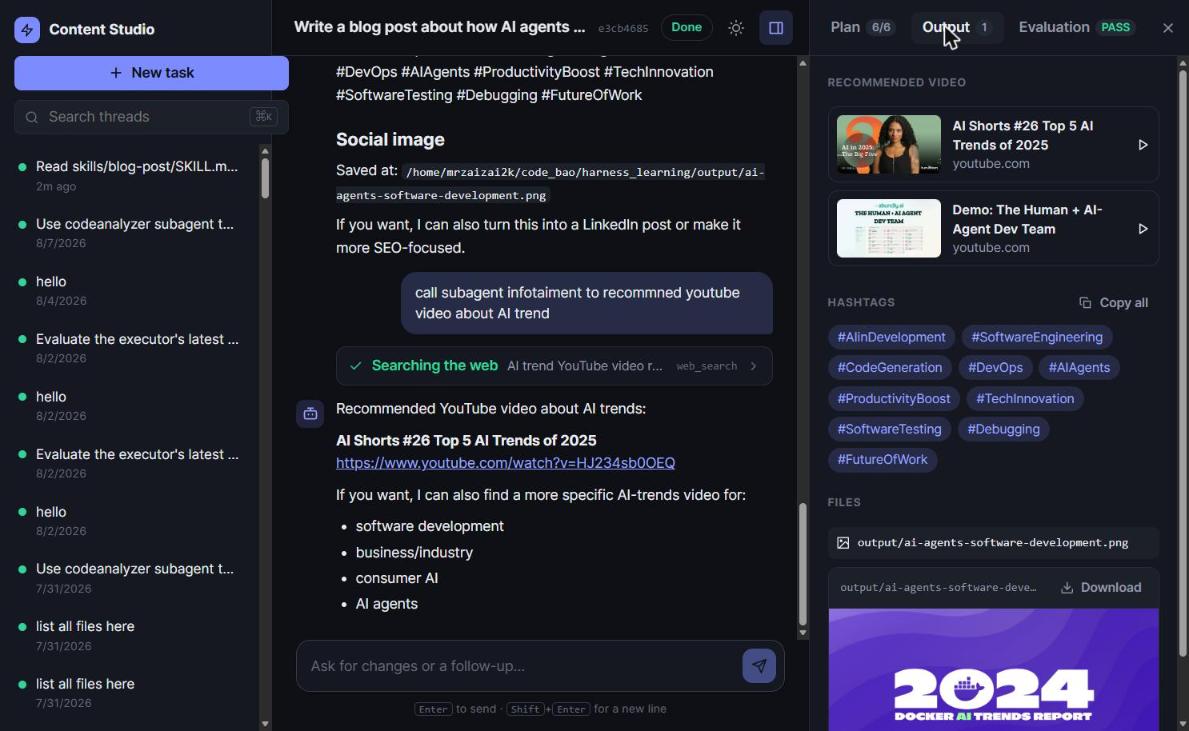 Content Studio
New task
Search threads
⌘K
Read skills/blog-post/SKILL.m...
2m ago
Use codeanalyzer subagent t...
8/7/2026
hello
8/4/2026
Evaluate the executor's latest ...
8/2/2026
hello
8/2/2026
Evaluate the executor's latest ...
8/2/2026
hello
8/2/2026
Use codeanalyzer subagent t...
7/31/2026
list all files here
7/31/2026
list all files here
7/31/2026
Write a blog post about how AI agents ...
e3cb4685
Done
#DevOps #AIAgents #ProductivityBoost #TechInnovation
#SoftwareTesting #Debugging #FutureOfWork
Social image
Saved at: /home/mrzaizai2k/code_bao/harness_learning/output/ai-
agents-software-development.png
If you want, I can also turn this into a LinkedIn post or make it
more SEO-focused.
call subagent infotaiment to recommned youtube
video about AI trend
Searching the web AI trend YouTube video r... web_search
Recommended YouTube video about AI trends:
AI Shorts #26 Top 5 AI Trends of 2025
https://www.youtube.com/watch?v=HJ234sb0OEQ
If you want, I can also find a more specific AI-trends video for:
• software development
• business/industry
• consumer AI
• AI agents
Ask for changes or a follow-up...
Enter to send · Shift+Enter for a new line
Plan 6/6
Output 1
Evaluation PASS
RECOMMENDED VIDEO
AI in 2025:
The Big Five
AI Shorts #26 Top 5 AI
Trends of 2025
youtube.com
THE HUMAN + AI AGENT
DEV TEAM
Demo: The Human + AI-
Agent Dev Team
youtube.com
HASHTAGS
Copy all
#AIinDevelopment #SoftwareEngineering
#CodeGeneration #DevOps #AIAgents
#ProductivityBoost #TechInnovation
#SoftwareTesting #Debugging
#FutureOfWork
FILES
output/ai-agents-software-development.png
output/ai-agents-software-deve...
Download
2024
DOCKER AI TRENDS REPORT